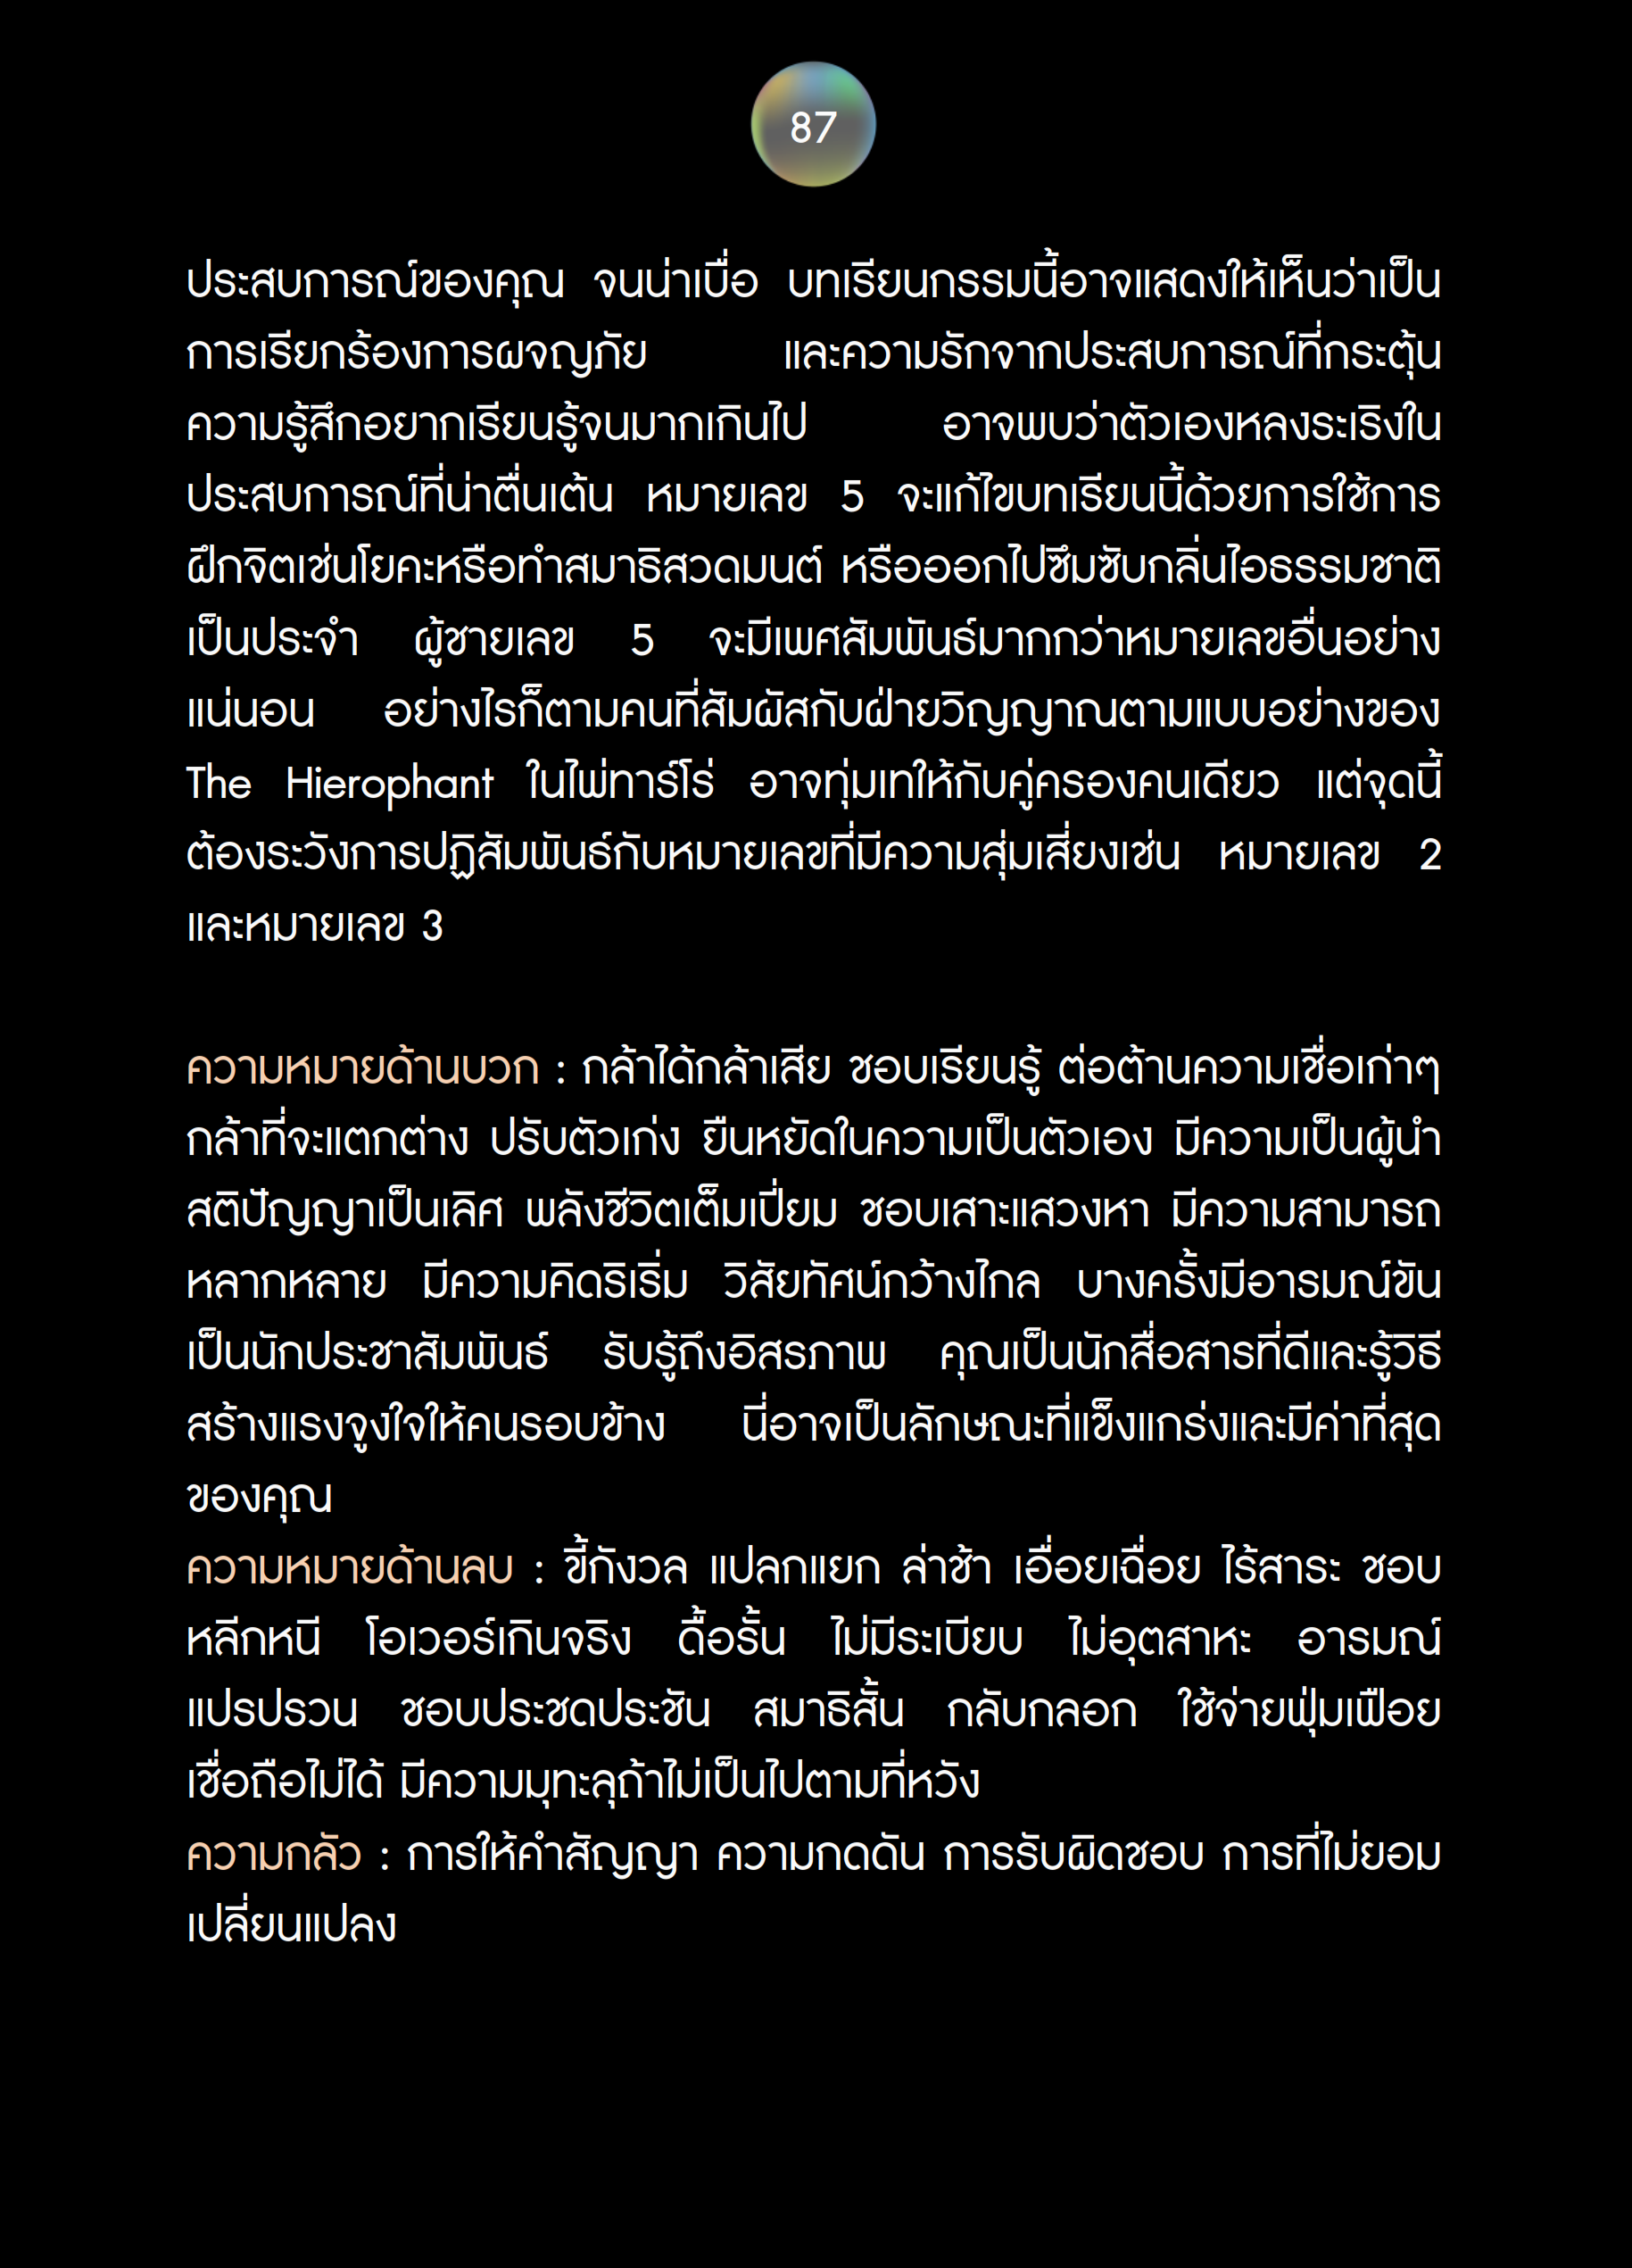 87
ประสบการณ์ของคุณ จนน่าเบื่อ บทเรียนกรรมนี้อาจแสดงให้เห็นว่าเป็น
การเรียกร้องการผจญภัย และความรักจากประสบการณ์ที่กระตุ้น
ความรู้สึกอยากเรียนรู้จนมากเกินไป อาจพบว่าตัวเองหลงระเริงใน
ประสบการณ์ที่น่าตื่นเต้น หมายเลข 5 จะแก้ไขบทเรียนนี้ด้วยการใช้การ
ฝึกจิตเช่นโยคะหรือทำสมาธิสวดมนต์ หรือออกไปซึมซับกลิ่นไอธรรมชาติ
เป็นประจำ ผู้ชายเลข 5 จะมีเพศสัมพันธ์มากกว่าหมายเลขอื่นอย่าง
แน่นอน อย่างไรก็ตามคนที่สัมผัสกับฝ่ายวิญญาณตามแบบอย่างของ
The Hierophant ในไพ่ทาร์โร่ อาจทุ่มเทให้กับคู่ครองคนเดียว แต่จุดนี้
ต้องระวังการปฏิสัมพันธ์กับหมายเลขที่มีความสุ่มเสี่ยงเช่น หมายเลข 2
และหมายเลข 3
ความหมายด้านบวก : กล้าได้กล้าเสีย ชอบเรียนรู้ ต่อต้านความเชื่อเก่าๆ
กล้าที่จะแตกต่าง ปรับตัวเก่ง ยืนหยัดในความเป็นตัวเอง มีความเป็นผู้นำ
สติปัญญาเป็นเลิศ พลังชีวิตเต็มเปี่ยม ชอบเสาะแสวงหา มีความสามารถ
หลากหลาย มีความคิดริเริ่ม วิสัยทัศน์กว้างไกล บางครั้งมีอารมณ์ขัน
เป็นนักประชาสัมพันธ์ รับรู้ถึงอิสรภาพ คุณเป็นนักสื่อสารที่ดีและรู้วิธี
สร้างแรงจูงใจให้คนรอบข้าง นี่อาจเป็นลักษณะที่แข็งแกร่งและมีค่าที่สุด
ของคุณ
ความหมายด้านลบ : ขี้กังวล แปลกแยก ล่าช้า เอื่อยเฉื่อย ไร้สาระ ชอบ
หลีกหนี โอเวอร์เกินจริง ดื้อรั้น ไม่มีระเบียบ ไม่อุตสาหะ อารมณ์
แปรปรวน ชอบประชดประชัน สมาธิสั้น กลับกลอก ใช้จ่ายฟุ่มเฟือย
เชื่อถือไม่ได้ มีความมุทะลุถ้าไม่เป็นไปตามที่หวัง
ความกลัว : การให้คำสัญญา ความกดดัน การรับผิดชอบ การที่ไม่ยอม
เปลี่ยนแปลง